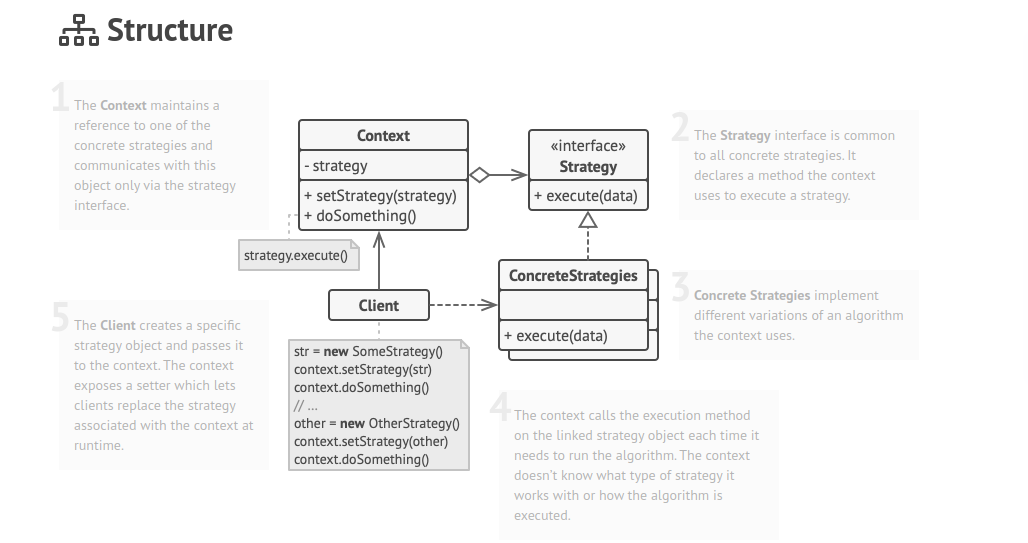 Structure
1
The Context maintains a
reference to one of the
concrete strategies and
communicates with this
object only via the strategy
interface.
Context
- strategy
+ setStrategy(strategy)
+ doSomething()
strategy.execute()
«interface»
Strategy
+ execute(data)
2
The Strategy interface is common
to all concrete strategies. It
declares a method the context
uses to execute a strategy.
ConcreteStrategies
+ execute(data)
3
Concrete Strategies implement
different variations of an algorithm
the context uses.
Client
str = new SomeStrategy()
context.setStrategy(str)
context.doSomething()
// ...
other = new OtherStrategy()
context.setStrategy(other)
context.doSomething()
5
The Client creates a specific
strategy object and passes it
to the context. The context
exposes a setter which lets
clients replace the strategy
associated with the context at
runtime.
4
The context calls the execution method
on the linked strategy object each time it
needs to run the algorithm. The context
doesn't know what type of strategy it
works with or how the algorithm is
executed.